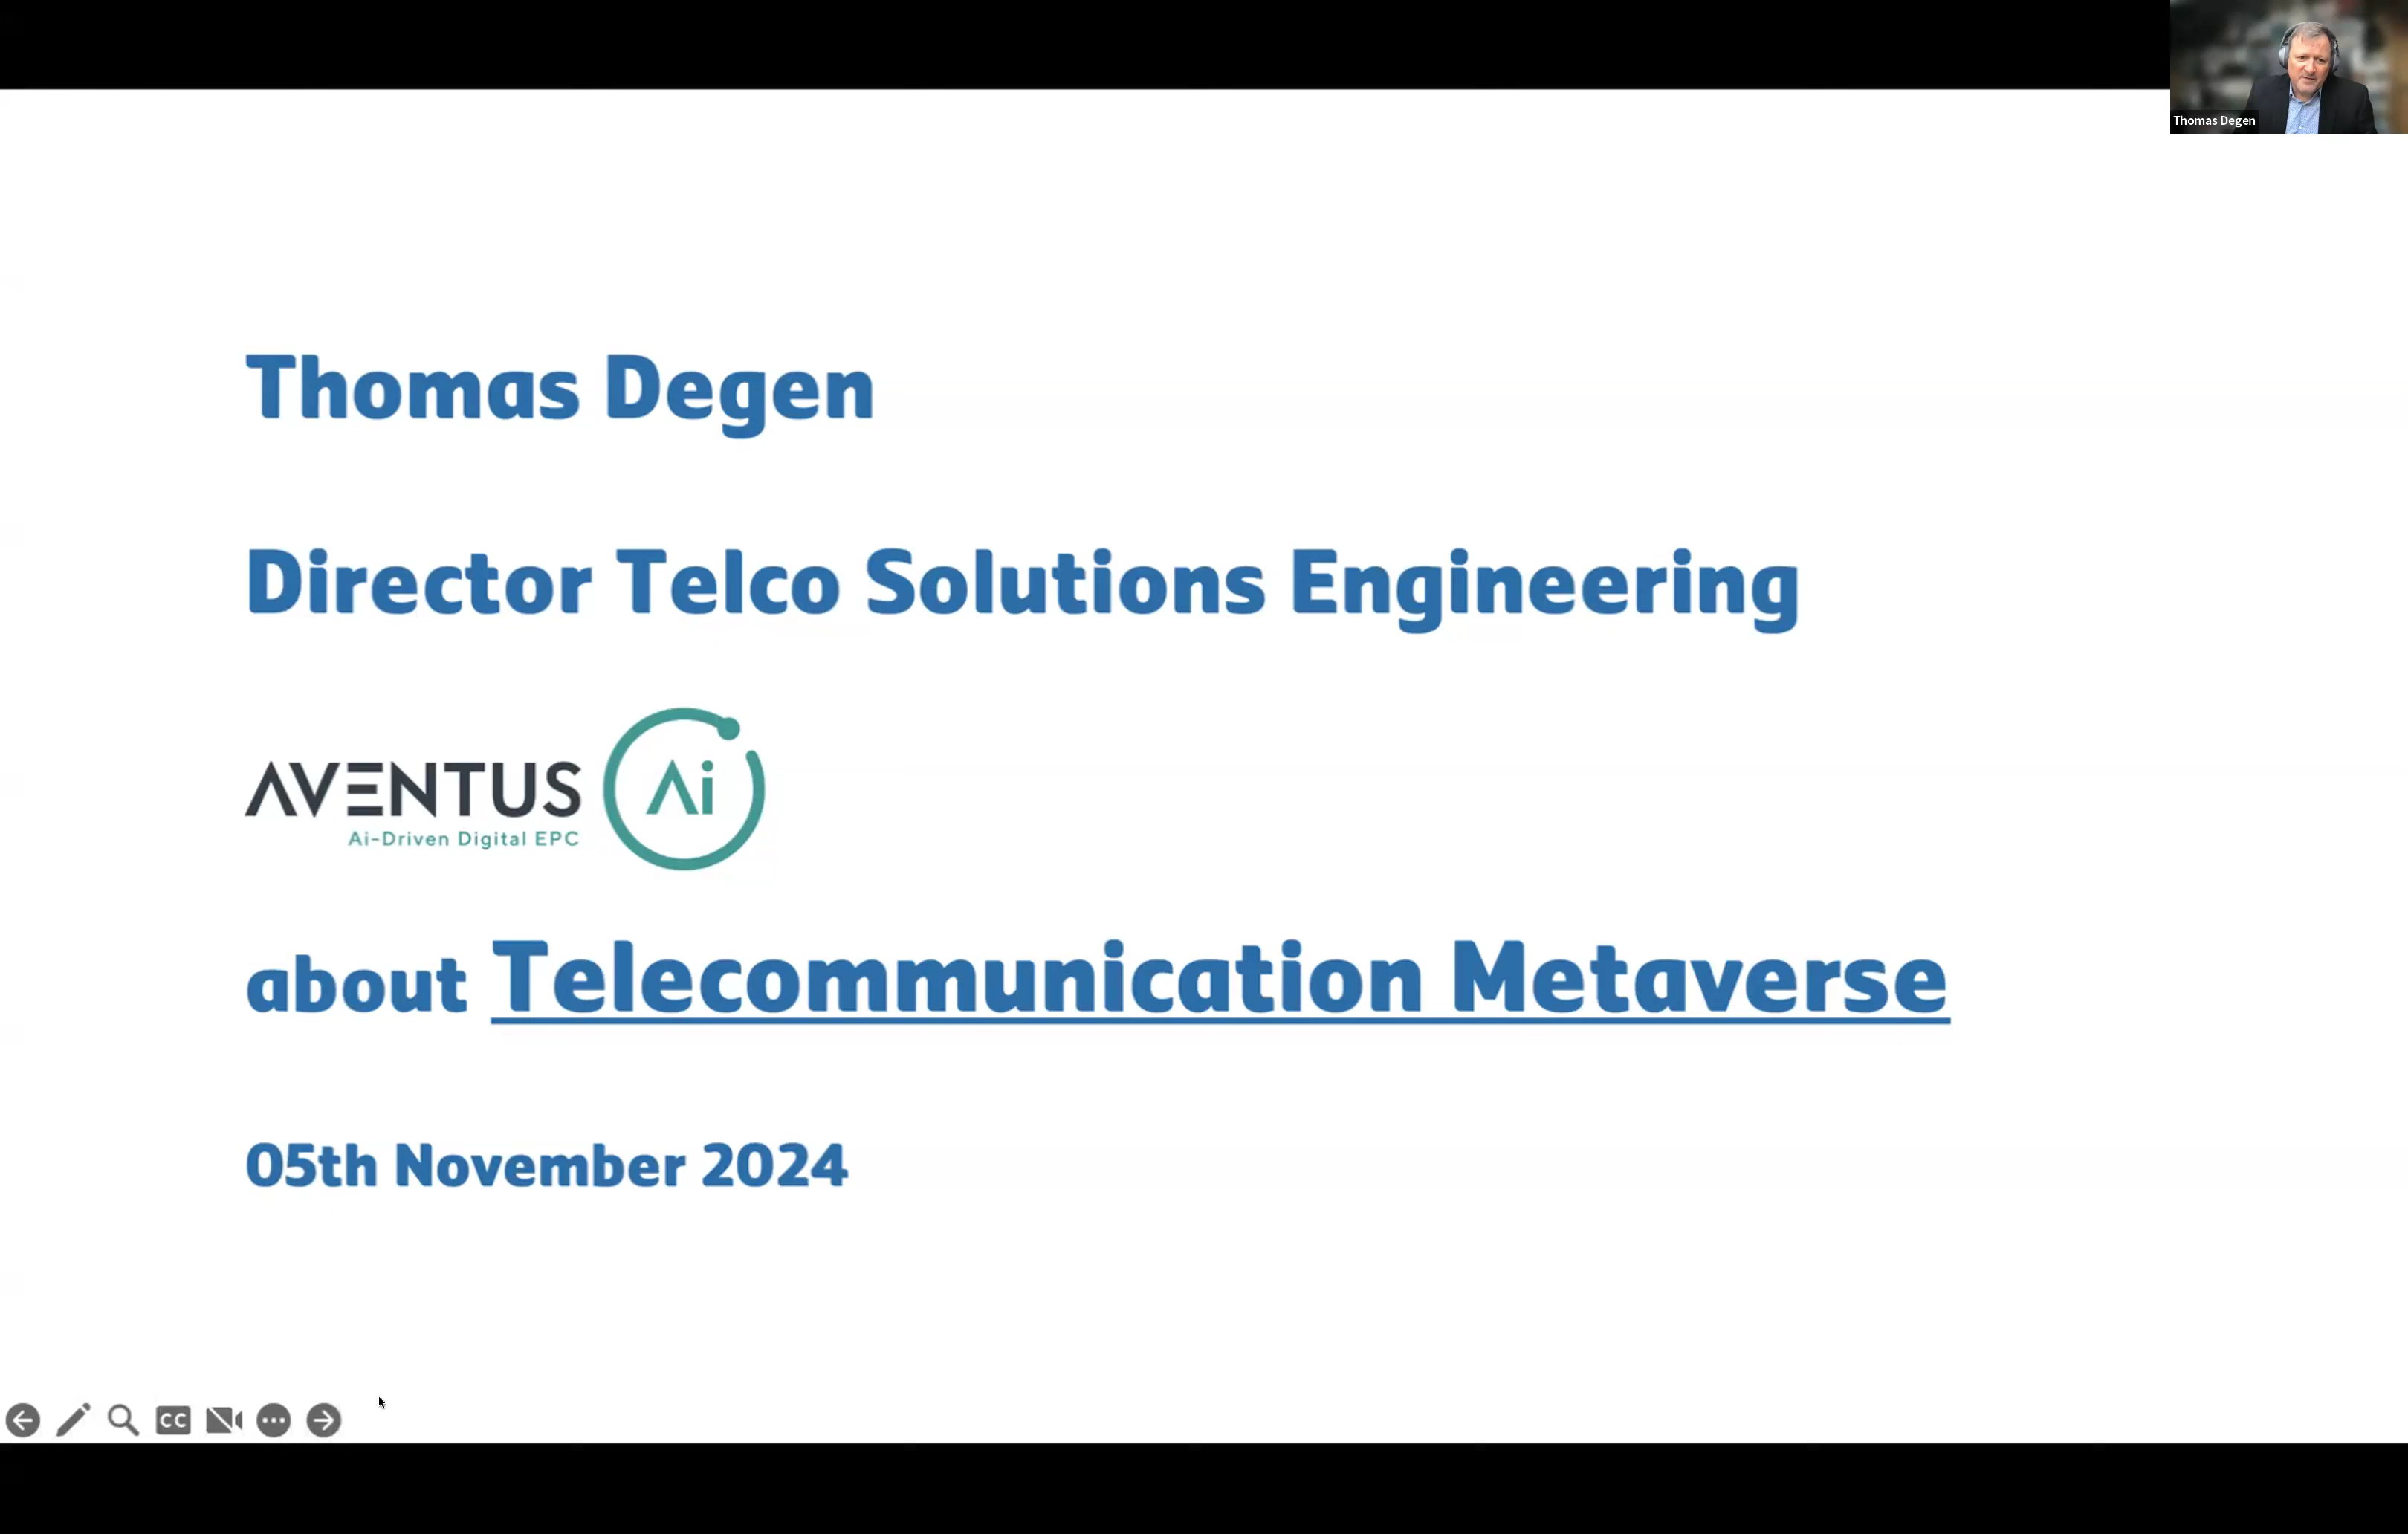 Thomas Degen
Thomas Degen
Director Telco Solutions Engineering
AVENTUS
Ai-Driven Digital EPC
Ai
about Telecommunication Metaverse
05th November 2024
CC